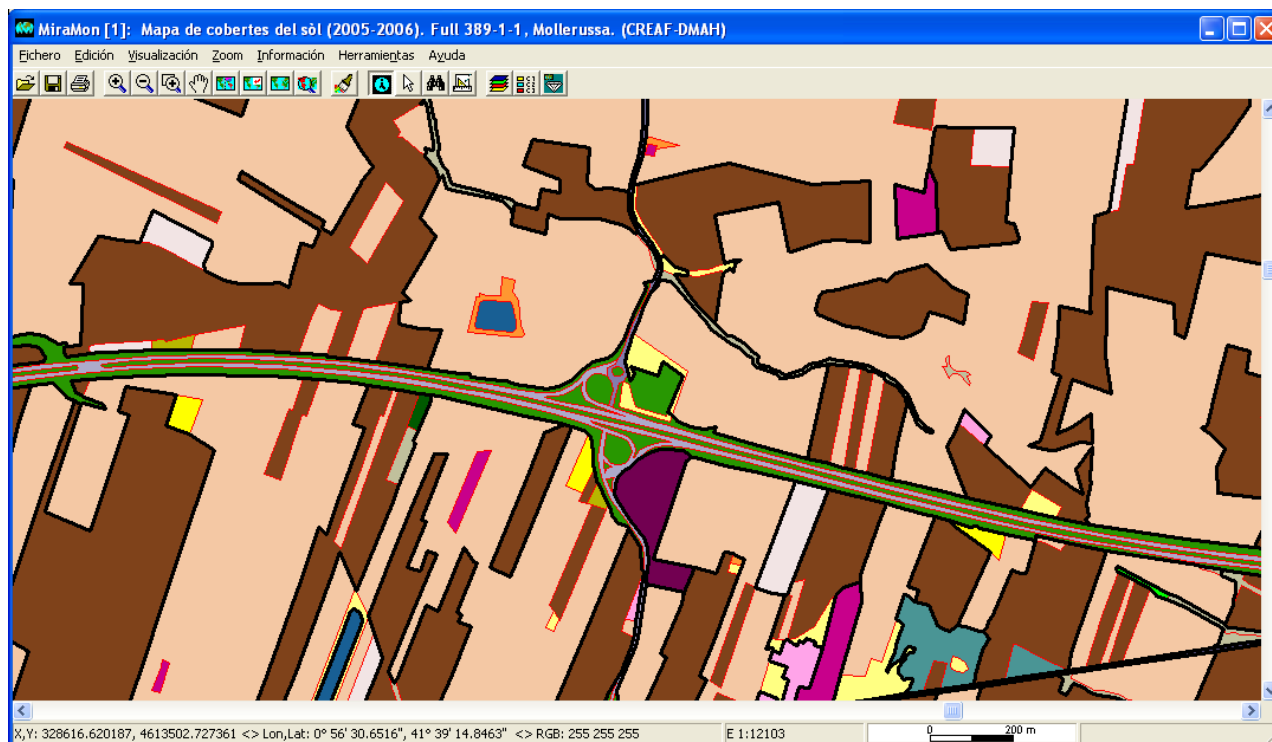 MiraMon [1]: Mapa de cobertes del sòl (2005-2006). Full 389-1-1, Mollerussa. (CREAF-DMAH)
Fichero Edición Visualización Zoom Información Herramientas Ayuda
X,Y: 328616.620187, 4613502.727361 <> Lon,Lat: 0° 56' 30.6516", 41° 39' 14.8463" <> RGB: 255 255 255 E 1:12103 0 200 m